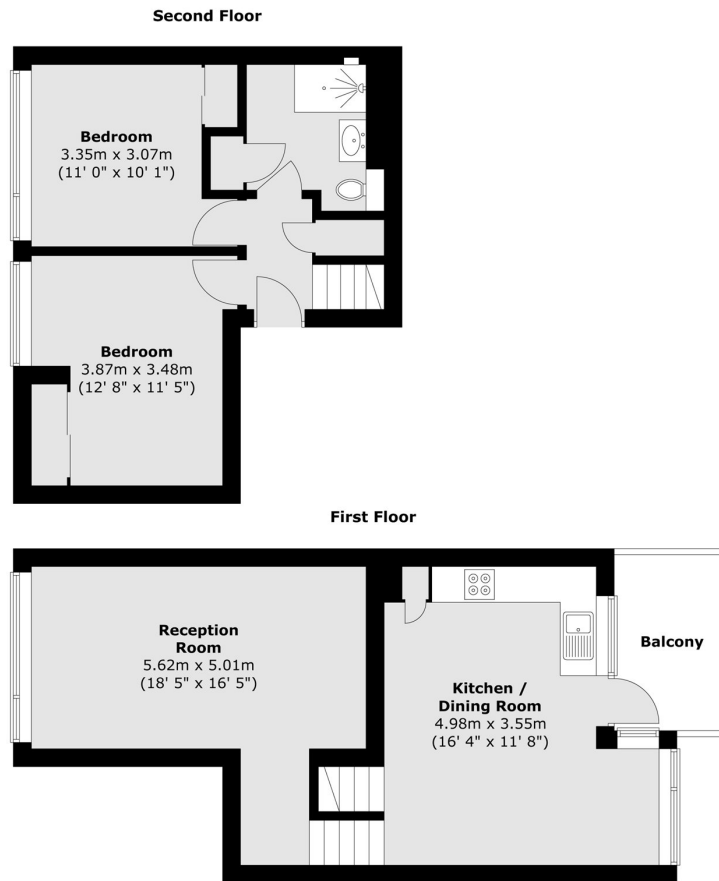 Second Floor
Bedroom
3.35m x 3.07m
(11' 0" x 10' 1")
Bedroom
3.87m x 3.48m
(12' 8" x 11' 5")
First Floor
Reception
Room
5.62m x 5.01m
(18' 5" x 16' 5")
Kitchen /
Dining Room
4.98m x 3.55m
(16' 4" x 11' 8")
Balcony